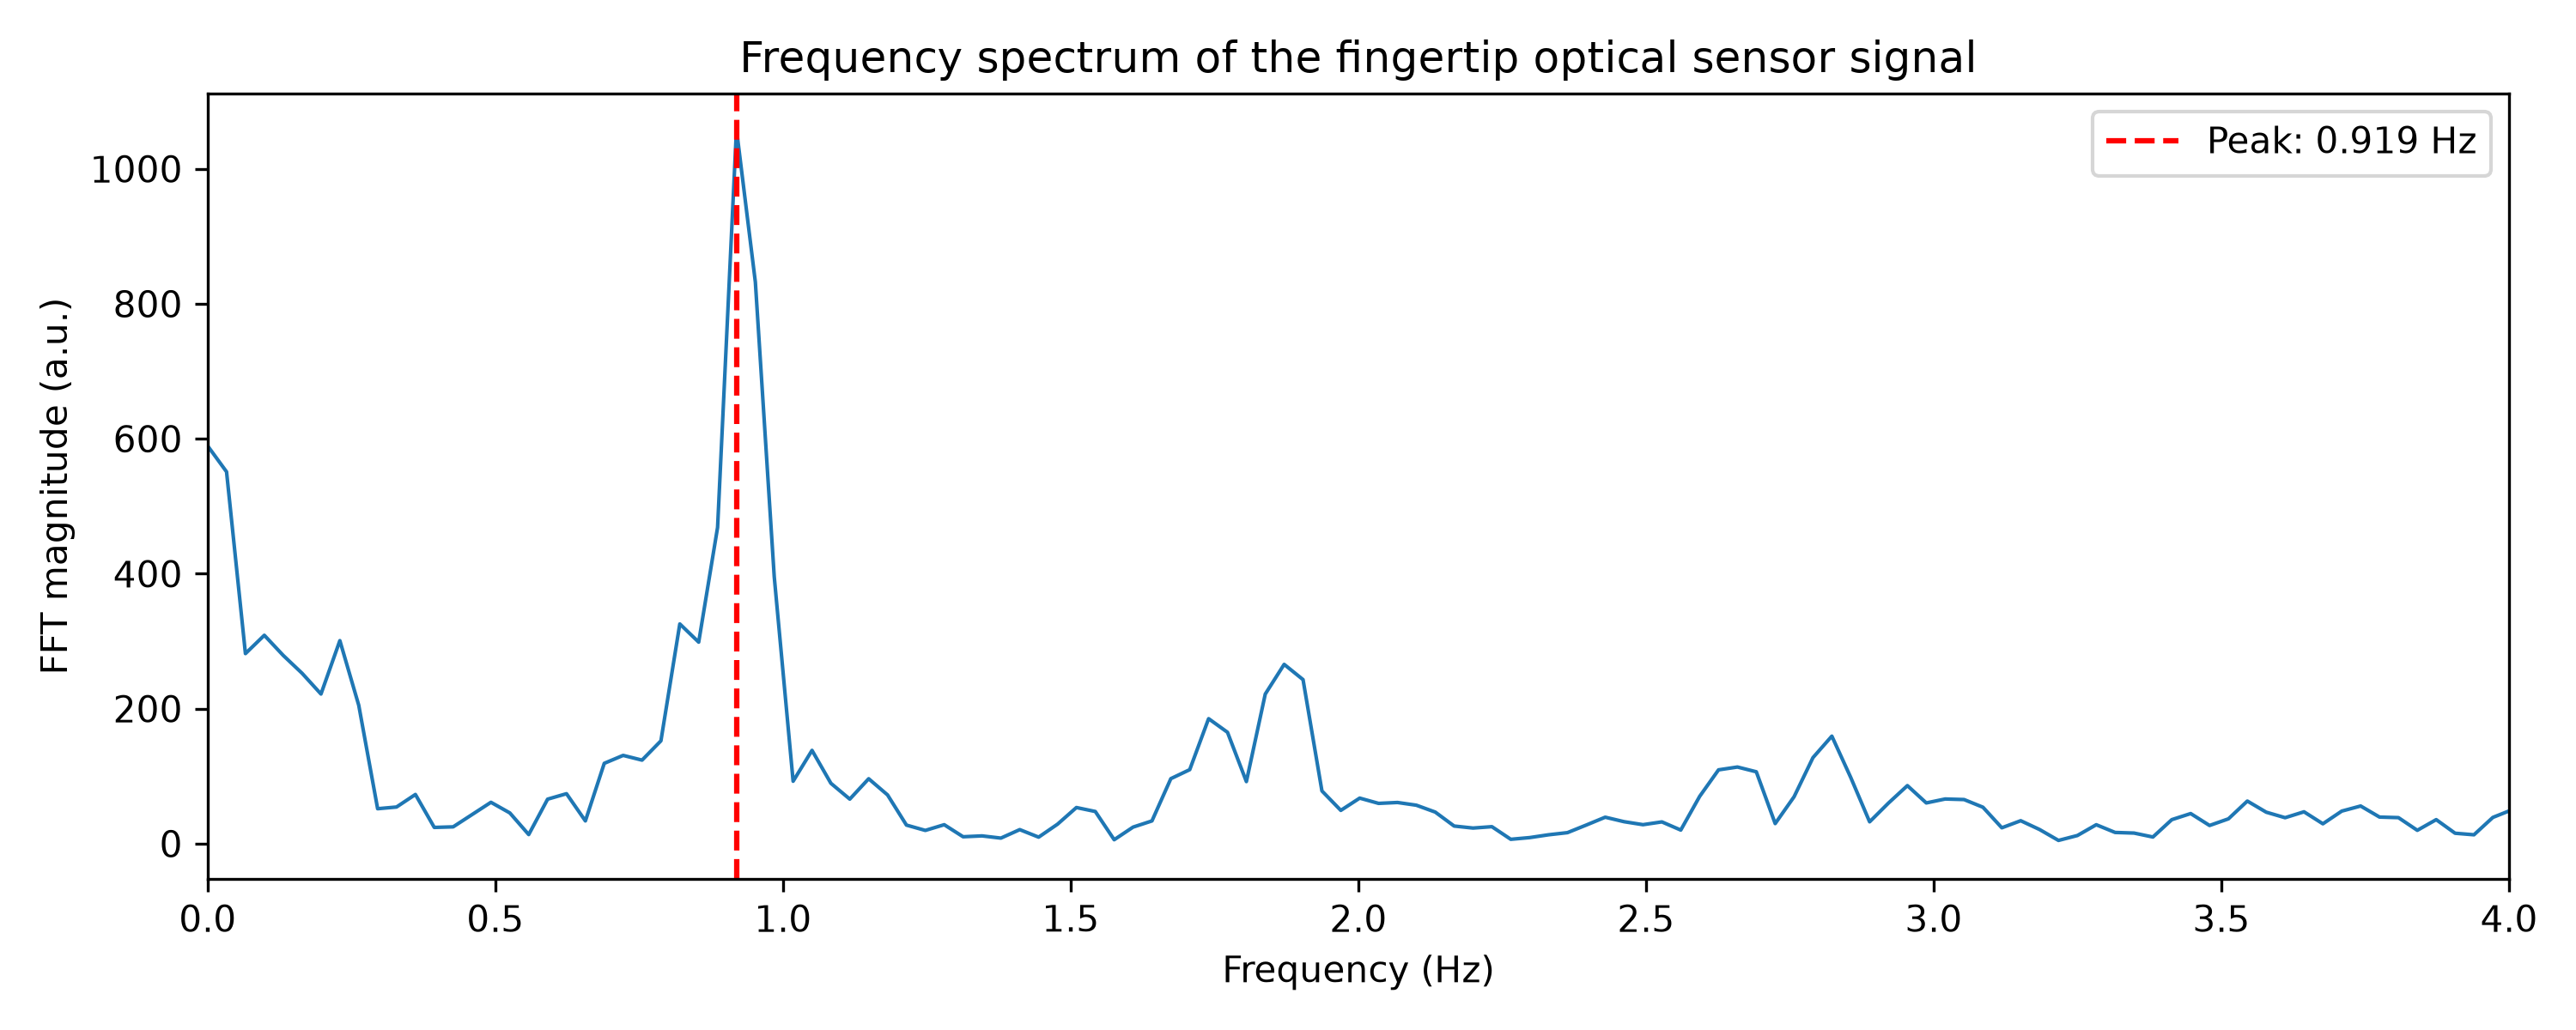 Frequency spectrum of the fingertip optical sensor signal
Peak: 0.919 Hz
FFT magnitude (a.u.)
1000
800
600
400
200
0
0.0 0.5 1.0 1.5 2.0 2.5 3.0 3.5 4.0
Frequency (Hz)